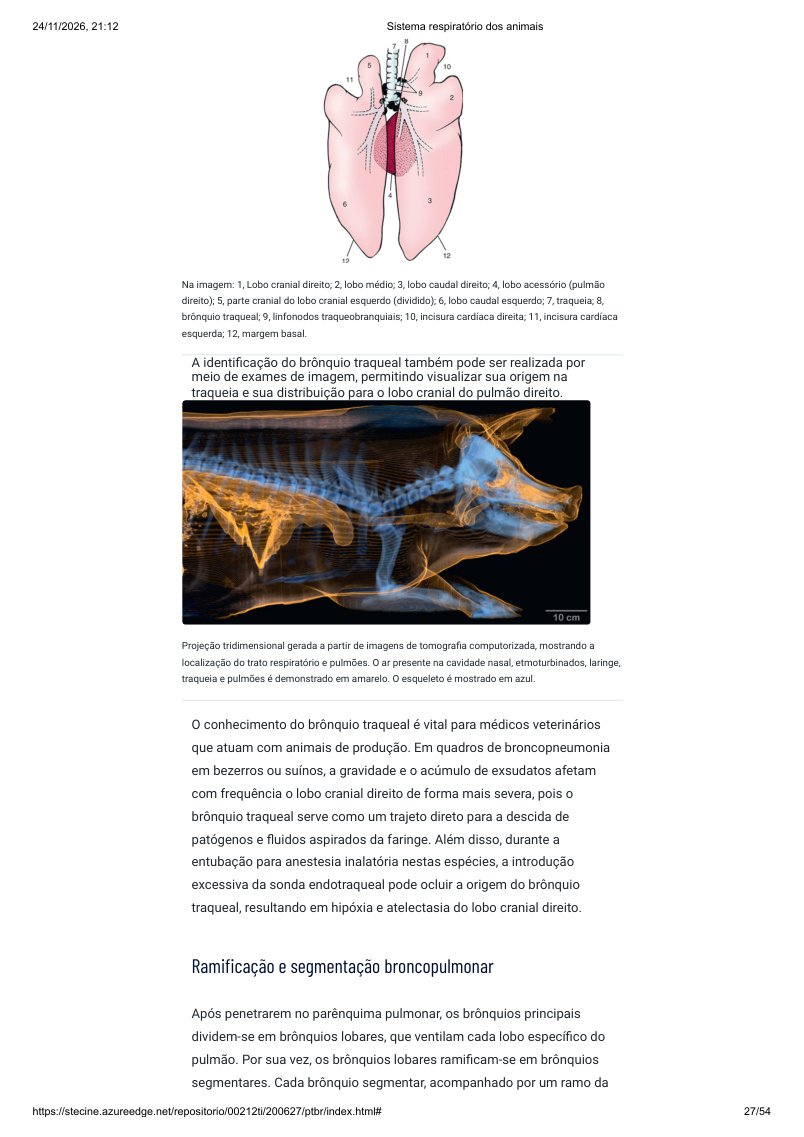 24/11/2026, 21:12
Sistema respiratório dos animais
7
8
1
5
10
11
9
2
4
6
3
12
12
Na imagem: 1, Lobo cranial direito; 2, lobo médio; 3, lobo caudal direito; 4, lobo acessório (pulmão
direito); 5, parte cranial do lobo cranial esquerdo (dividido); 6, lobo caudal esquerdo; 7, traqueia; 8,
brônquio traqueal; 9, linfonodos traqueobranquiais; 10, incisura cardíaca direita; 11, incisura cardíaca
esquerda; 12, margem basal.
A identificação do brônquio traqueal também pode ser realizada por
meio de exames de imagem, permitindo visualizar sua origem na
traqueia e sua distribuição para o lobo cranial do pulmão direito.
10 cm
Projeção tridimensional gerada a partir de imagens de tomografia computorizada, mostrando a
localização do trato respiratório e pulmões. O ar presente na cavidade nasal, etmoturbinados, laringe,
traqueia e pulmões é demonstrado em amarelo. O esqueleto é mostrado em azul.
O conhecimento do brônquio traqueal é vital para médicos veterinários
que atuam com animais de produção. Em quadros de broncopneumonia
em bezerros ou suínos, a gravidade e o acúmulo de exsudatos afetam
com frequência o lobo cranial direito de forma mais severa, pois o
brônquio traqueal serve como um trajeto direto para a descida de
patógenos e fluidos aspirados da faringe. Além disso, durante a
entubação para anestesia inalatória nestas espécies, a introdução
excessiva da sonda endotraqueal pode ocluir a origem do brônquio
traqueal, resultando em hipóxia e atelectasia do lobo cranial direito.
Ramificação e segmentação broncopulmonar
Após penetrarem no parênquima pulmonar, os brônquios principais
dividem-se em brônquios lobares, que ventilam cada lobo específico do
pulmão. Por sua vez, os brônquios lobares ramificam-se em brônquios
segmentares. Cada brônquio segmentar, acompanhado por um ramo da
https://stecine.azureedge.net/repositorio/00212ti/200627/ptbr/index.html#
27/54